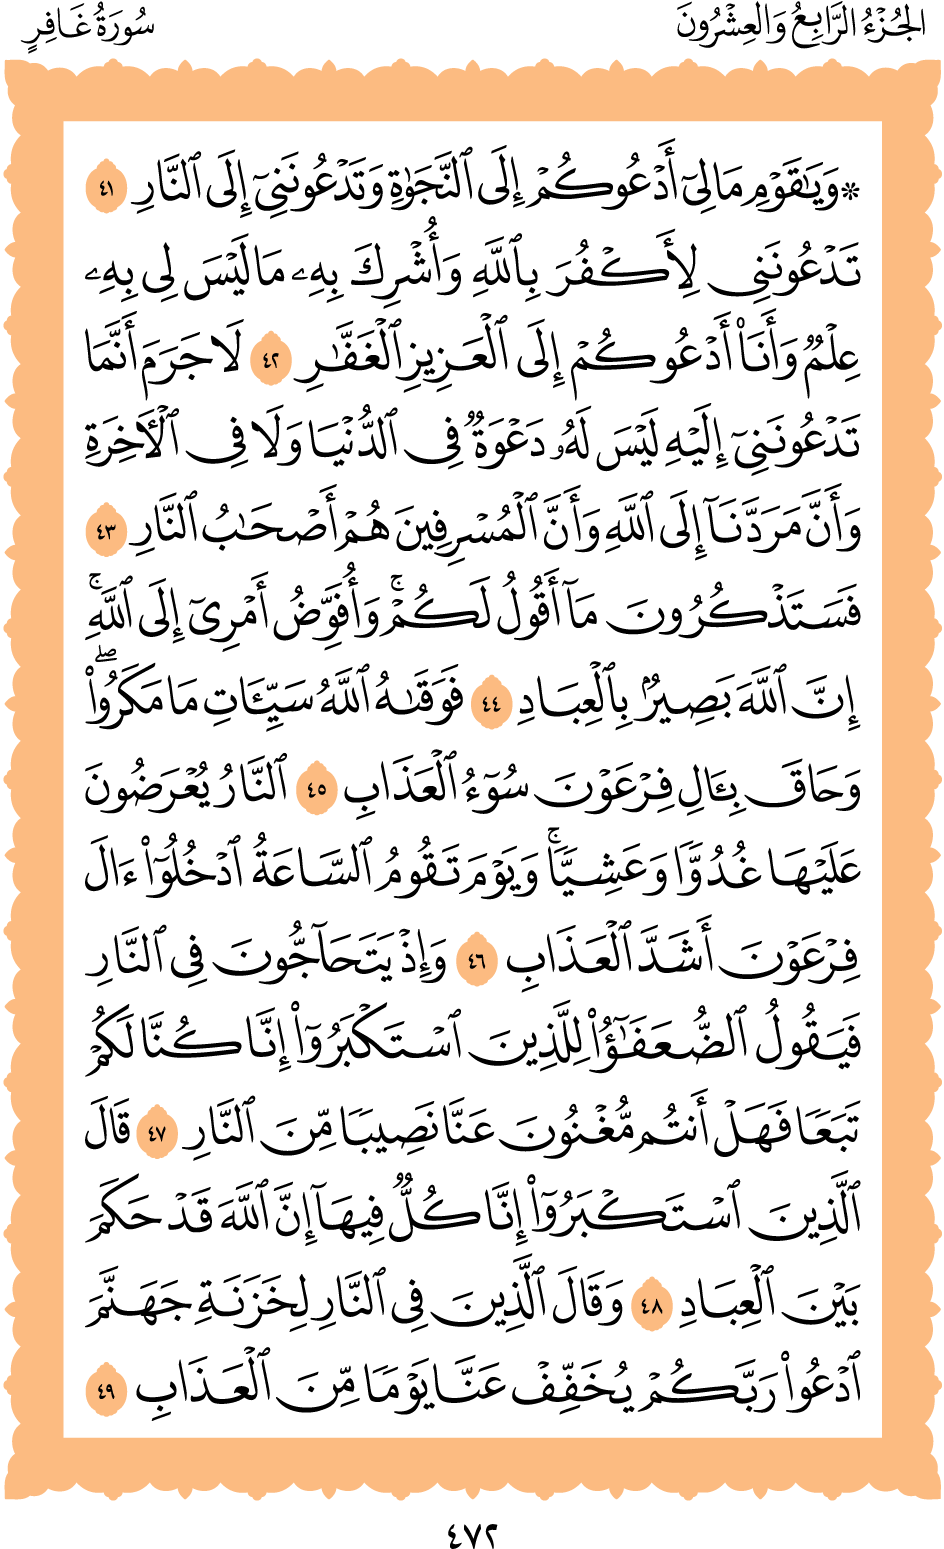 الجُزْءُ الرَّابِعُ وَالعِشْرُونَ
سُورَةُ غَافِرٍ
۞ وَيَٰقَوْمِ مَالِىٓ أَدْعُوكُمْ إِلَى ٱلنَّجَوٰةِ وَتَدْعُونَنِىٓ إِلَى ٱلنَّارِ ٤١
تَدْعُونَنِى لِأَكْفُرَ بِٱللَّهِ وَأُشْرِكَ بِهِۦ مَا لَيْسَ لِى بِهِۦ
عِلْمٌ وَأَنَا۠ أَدْعُوكُمْ إِلَى ٱلْعَزِيزِ ٱلْغَفَّٰرِ ٤٢ لَا جَرَمَ أَنَّمَا
تَدْعُونَنِىٓ إِلَيْهِ لَيْسَ لَهُۥ دَعْوَةٌ فِى ٱلدُّنْيَا وَلَا فِى ٱلْأَخِرَةِ
وَأَنَّ مَرَدَّنَآ إِلَى ٱللَّهِ وَأَنَّ ٱلْمُسْرِفِينَ هُمْ أَصْحَٰبُ ٱلنَّارِ ٤٣
فَسَتَذْكُرُونَ مَآ أَقُولُ لَكُمْ ۚ وَأُفَوِّضُ أَمْرِىٓ إِلَى ٱللَّهِ ۚ
إِنَّ ٱللَّهَ بَصِيرٌۢ بِٱلْعِبَادِ ٤٤ فَوَقَىٰهُ ٱللَّهُ سَيِّـَٔاتِ مَا مَكَرُوا۟ ۖ
وَحَاقَ بِـَٔالِ فِرْعَوْنَ سُوٓءُ ٱلْعَذَابِ ٤٥ ٱلنَّارُ يُعْرَضُونَ
عَلَيْهَا غُدُوًّا وَعَشِيًّا ۚ وَيَوْمَ تَقُومُ ٱلسَّاعَةُ ٱدْخُلُوٓا۟ ءَالَ
فِرْعَوْنَ أَشَدَّ ٱلْعَذَابِ ٤٦ وَإِذْ يَتَحَآجُّونَ فِى ٱلنَّارِ
فَيَقُولُ ٱلضُّعَفَٰٓؤُا۟ لِلَّذِينَ ٱسْتَكْبَرُوٓا۟ إِنَّا كُنَّا لَكُمْ
تَبَعًا فَهَلْ أَنتُم مُّغْنُونَ عَنَّا نَصِيبًا مِّنَ ٱلنَّارِ ٤٧ قَالَ
ٱلَّذِينَ ٱسْتَكْبَرُوٓا۟ إِنَّا كُلٌّ فِيهَآ إِنَّ ٱللَّهَ قَدْ حَكَمَ
بَيْنَ ٱلْعِبَادِ ٤٨ وَقَالَ ٱلَّذِينَ فِى ٱلنَّارِ لِخَزَنَةِ جَهَنَّمَ
ٱدْعُوا۟ رَبَّكُمْ يُخَفِّفْ عَنَّا يَوْمًا مِّنَ ٱلْعَذَابِ ٤٩
٤٧٢